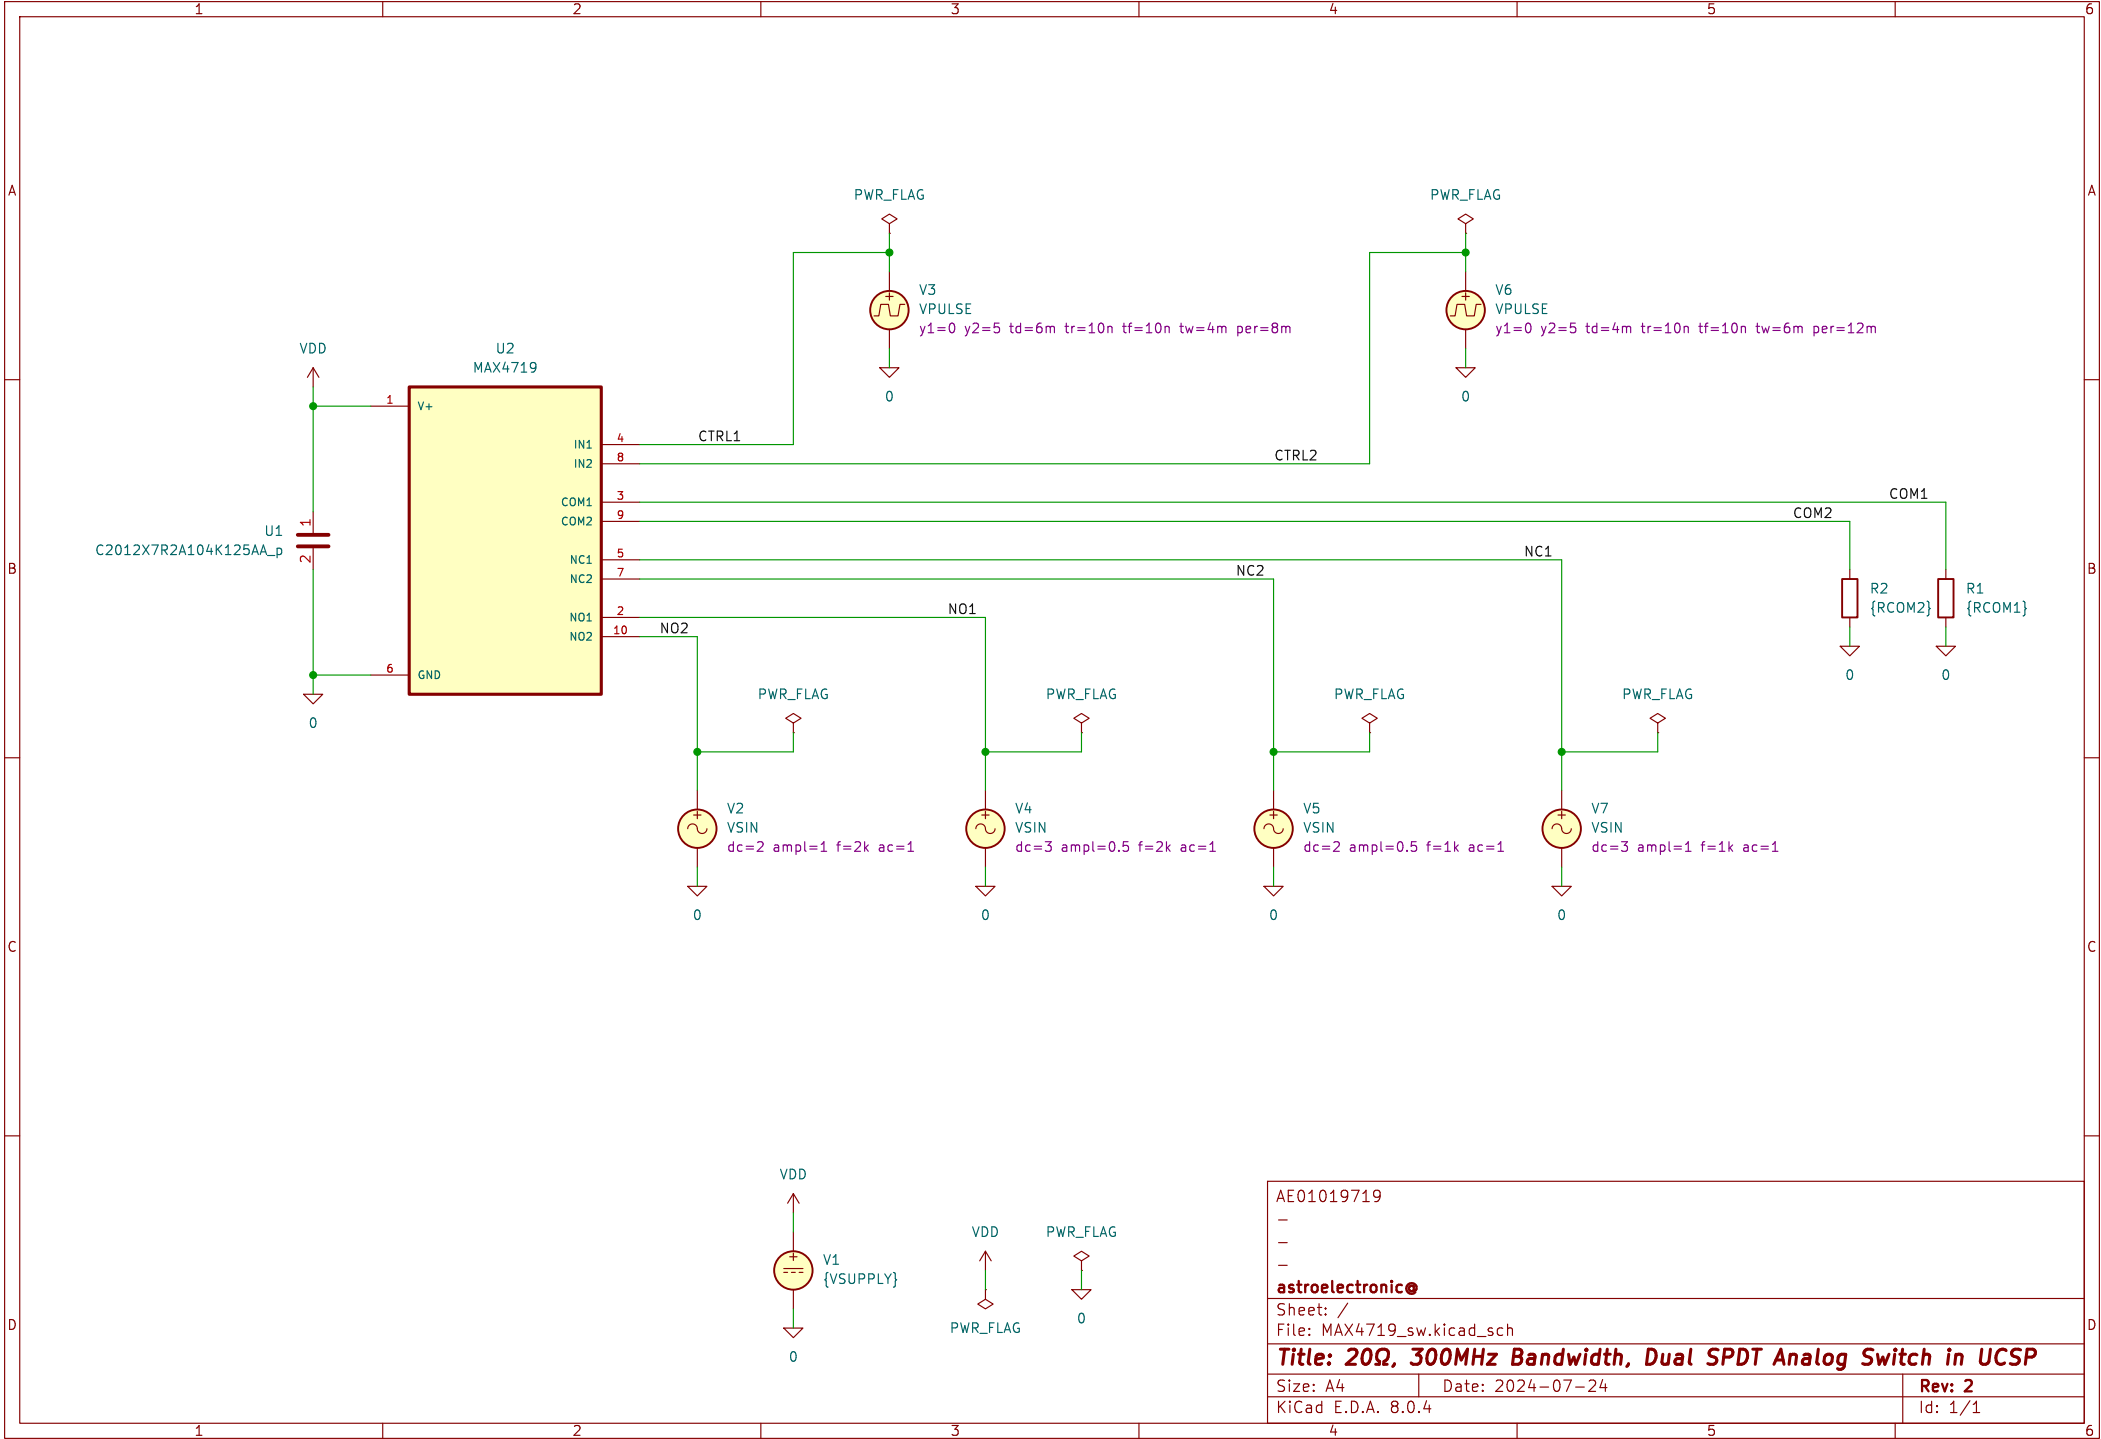 1 2 3 4 5 6
A A
PWR_FLAG PWR_FLAG
V3
VPULSE
y1=0 y2=5 td=6m tr=10n tf=10n tw=4m per=8m
0
V6
VPULSE
y1=0 y2=5 td=4m tr=10n tf=10n tw=6m per=12m
0
VDD
U2
MAX4719
1 V+
IN1 4 CTRL1
IN2 8 CTRL2
COM1 3 COM1
COM2 9 COM2
NC1 5 NC1
NC2 7 NC2
NO1 2 NO1
NO2 10 NO2
6 GND
1
U1
C2012X7R2A104K125AA_p
2
0
B B
R2
{RCOM2}
0
R1
{RCOM1}
0
PWR_FLAG PWR_FLAG PWR_FLAG PWR_FLAG
V2
VSIN
dc=2 ampl=1 f=2k ac=1
0
V4
VSIN
dc=3 ampl=0.5 f=2k ac=1
0
V5
VSIN
dc=2 ampl=0.5 f=1k ac=1
0
V7
VSIN
dc=3 ampl=1 f=1k ac=1
0
C C
VDD
V1
{VSUPPLY}
0
VDD
PWR_FLAG
PWR_FLAG
0
D D
AE01019719
-
-
-
astroelectronic@
Sheet: /
File: MAX4719_sw.kicad_sch
Title: 20Ω, 300MHz Bandwidth, Dual SPDT Analog Switch in UCSP
Size: A4 Date: 2024-07-24 Rev: 2
KiCad E.D.A. 8.0.4 Id: 1/1
1 2 3 4 5 6